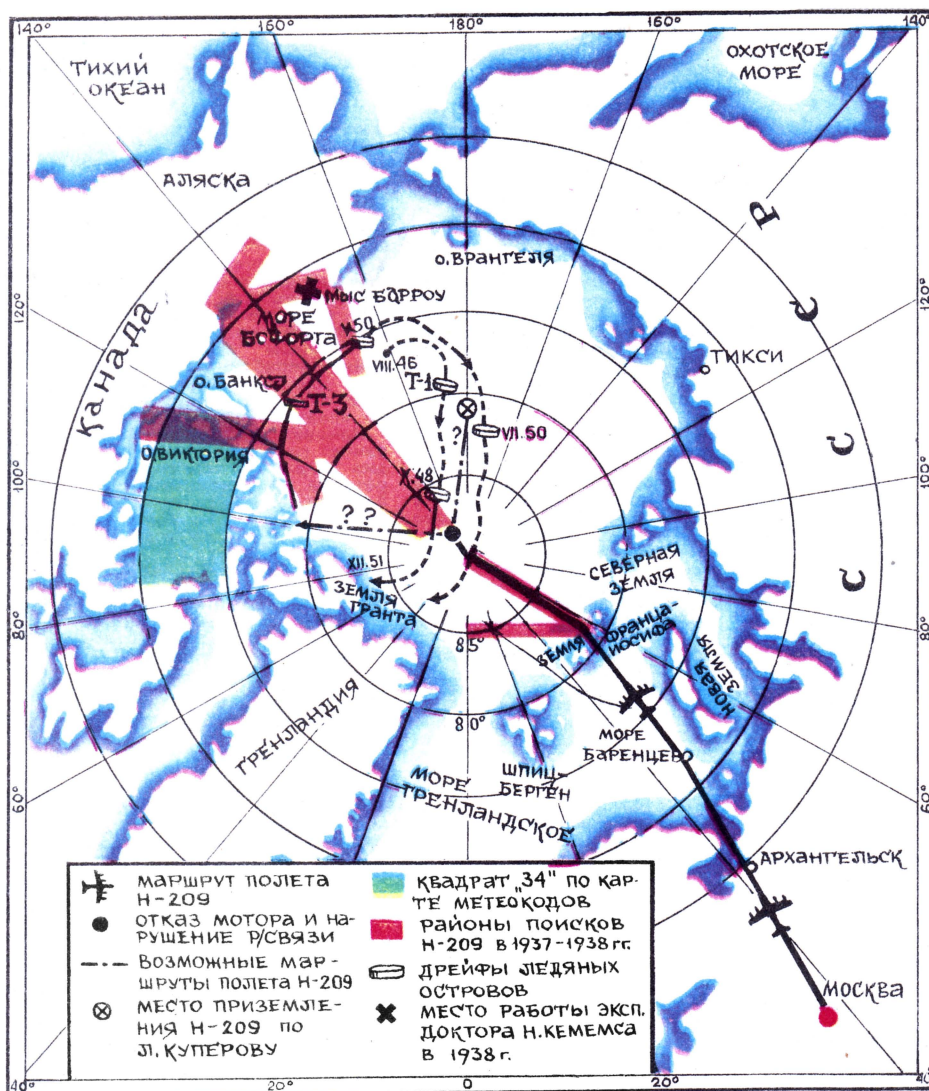 140°
160°
180°
160°
140°
ТИХИЙ
ОКЕАН
ОХОТСКОЕ
МОРЕ
АЛЯСКА
о. ВРАНГЕЛЯ
С С С Р
120°
120°
КАНАДА
МЫС БАРРОУ
МОРЕ
БОФОРТА
V.50
VIII.46
Т-1
ТИКСИ
о. БАНКСА
Т-3
?
VII.50
100°
100°
О. ВИКТОРИЯ
X.48
? ?
XII.51
ЗЕМЛЯ
ГРАНТА
СЕВЕРНАЯ
ЗЕМЛЯ
80°
80°
85°
ЗЕМЛЯ
ФРАНЦА-
ИОСИФА
НОВАЯ
ЗЕМЛЯ
ГРЕНЛАНДИЯ
80°
МОРЕ
БАРЕНЦЕВО
ШПИЦ-
БЕРГЕН
МОРЕ
ГРЕНЛАНДСКОЕ
60°
60°
АРХАНГЕЛЬСК
МОСКВА
МАРШРУТ ПОЛЕТА
Н-209
ОТКАЗ МОТОРА И НА-
РУШЕНИЕ Р/СВЯЗИ
ВОЗМОЖНЫЕ МАР-
ШРУТЫ ПОЛЕТА Н-209
МЕСТО ПРИЗЕМЛЕ-
НИЯ Н-209 ПО
Л. КУПЕРОВУ
КВАДРАТ „34" ПО КАР-
ТЕ МЕТЕОКОДОВ
РАЙОНЫ ПОИСКОВ
Н-209 В 1937-1938 гг.
ДРЕЙФЫ ЛЕДЯНЫХ
ОСТРОВОВ
МЕСТО РАБОТЫ ЭКСП.
ДОКТОРА Н. КЕМЕМСА
В 1938 г.
40°
20°
0
20°
40°